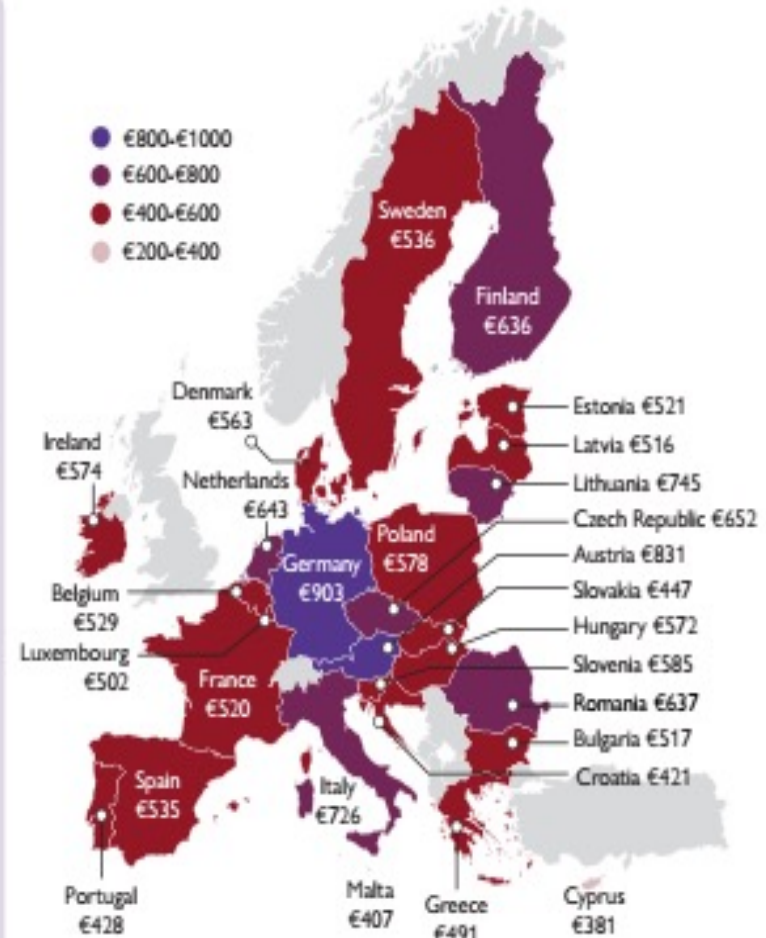 €800-€1000
€600-€800
€400-€600
€200-€400
Sweden
€536
Finland
€636
Denmark
€563
Ireland
€574
Netherlands
€643
Estonia €521
Latvia €516
Lithuania €745
Czech Republic €652
Poland
€578
Germany
€903
Austria €831
Slovakia €447
Belgium
€529
Hungary €572
Luxembourg
€502
Slovenia €585
France
€520
Romania €637
Bulgaria €517
Croatia €421
Spain
€535
Italy
€726
Portugal
€428
Malta
€407
Greece
€491
Cyprus
€381